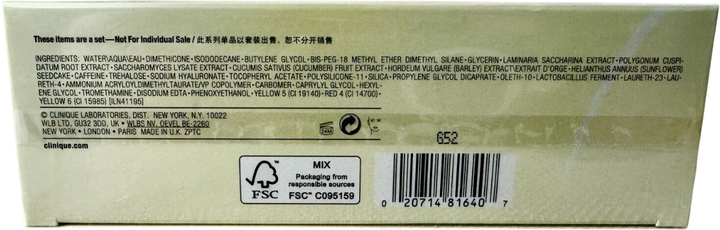 These items are a set—Not For Individual Sale / 此系列单品以套装出售，恕不分开销售
INGREDIENTS: WATER\AQUA\EAU • DIMETHICONE • ISODODECANE • BUTYLENE GLYCOL • BIS-PEG-18 METHYL ETHER DIMETHYL SILANE • GLYCERIN • LAMINARIA SACCHARINA EXTRACT • POLYGONUM CUSPI-
DATUM ROOT EXTRACT • SACCHAROMYCES LYSATE EXTRACT • CUCUMIS SATIVUS (CUCUMBER) FRUIT EXTRACT • HORDEUM VULGARE (BARLEY) EXTRACT\EXTRAIT D'ORGE • HELIANTHUS ANNUUS (SUNFLOWER)
SEEDCAKE • CAFFEINE • TREHALOSE • SODIUM HYALURONATE • TOCOPHERYL ACETATE • POLYSILICONE-11 • SILICA • PROPYLENE GLYCOL DICAPRATE • OLETH-10 • LACTOBACILLUS FERMENT • LAURETH-23 • LAU-
RETH-4 • AMMONIUM ACRYLOYLDIMETHYLTAURATE/VP COPOLYMER • CARBOMER • CAPRYLYL GLYCOL • HEXYL-
ENE GLYCOL • TROMETHAMINE • DISODIUM EDTA • PHENOXYETHANOL • YELLOW 5 (CI 19140) • RED 4 (CI 14700) •
YELLOW 6 (CI 15985) [ILN41195]
© CLINIQUE LABORATORIES, DIST. NEW YORK, N.Y. 10022
WLB LTD, GU32 3DD, UK • WLBS NV. OEVEL BE-2260
NEW YORK • LONDON • PARIS MADE IN U.K. ZPTC
clinique.com
24M
652
MIX
Packaging from
responsible sources
FSC
FSC™ C095159
0 20714 81640 7